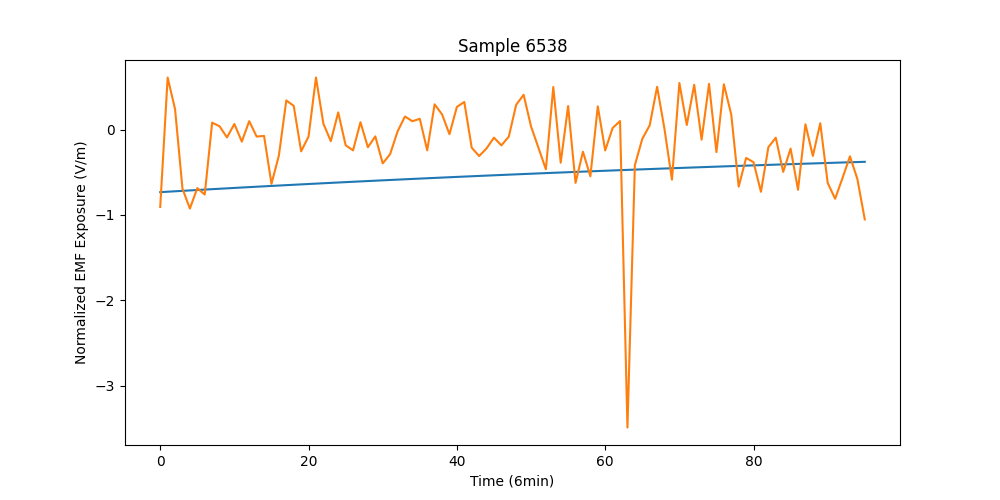 Sample 6538
Normalized EMF Exposure (V/m)
0
−1
−2
−3
0 20 40 60 80
Time (6min)